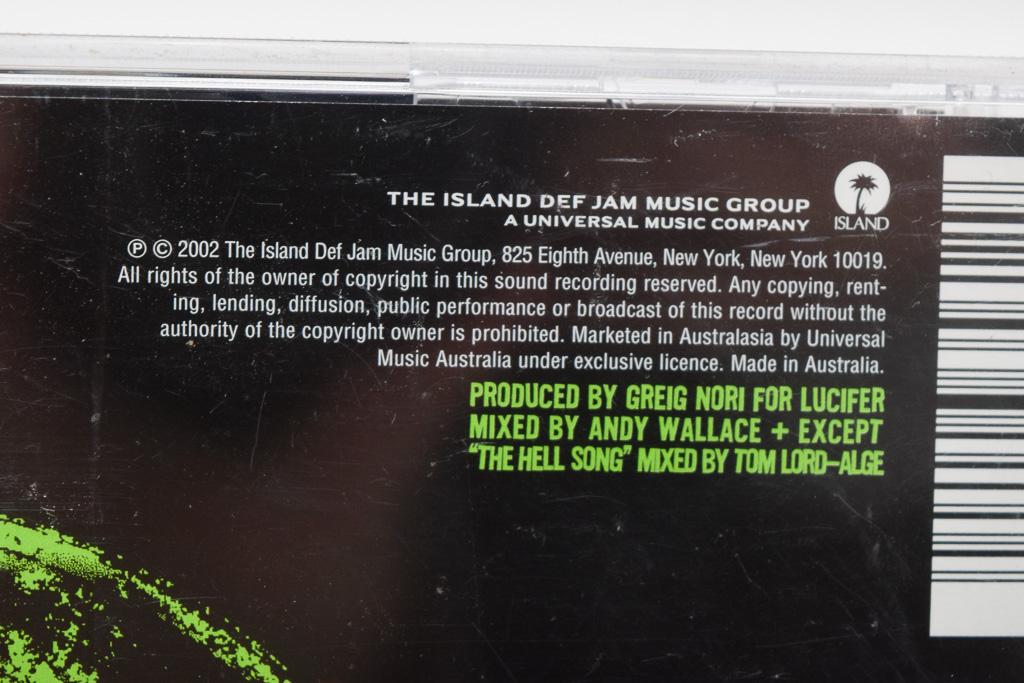 THE ISLAND DEF JAM MUSIC GROUP
A UNIVERSAL MUSIC COMPANY
ISLAND
℗ © 2002 The Island Def Jam Music Group, 825 Eighth Avenue, New York, New York 10019.
All rights of the owner of copyright in this sound recording reserved. Any copying, rent-
ing, lending, diffusion, public performance or broadcast of this record without the
authority of the copyright owner is prohibited. Marketed in Australasia by Universal
Music Australia under exclusive licence. Made in Australia.
PRODUCED BY GREIG NORI FOR LUCIFER
MIXED BY ANDY WALLACE + EXCEPT
"THE HELL SONG" MIXED BY TOM LORD-ALGE